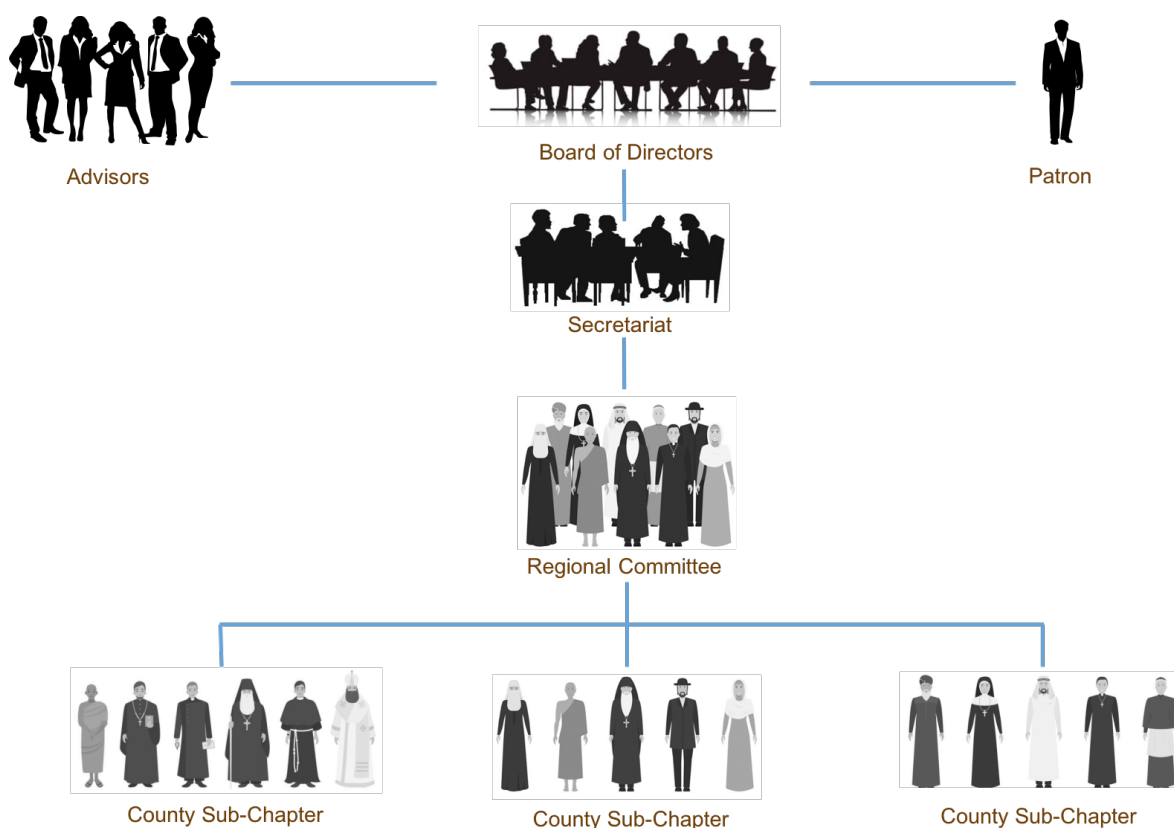 Board of Directors
Advisors
Patron
Secretariat
Regional Committee
County Sub-Chapter
County Sub-Chapter
County Sub-Chapter